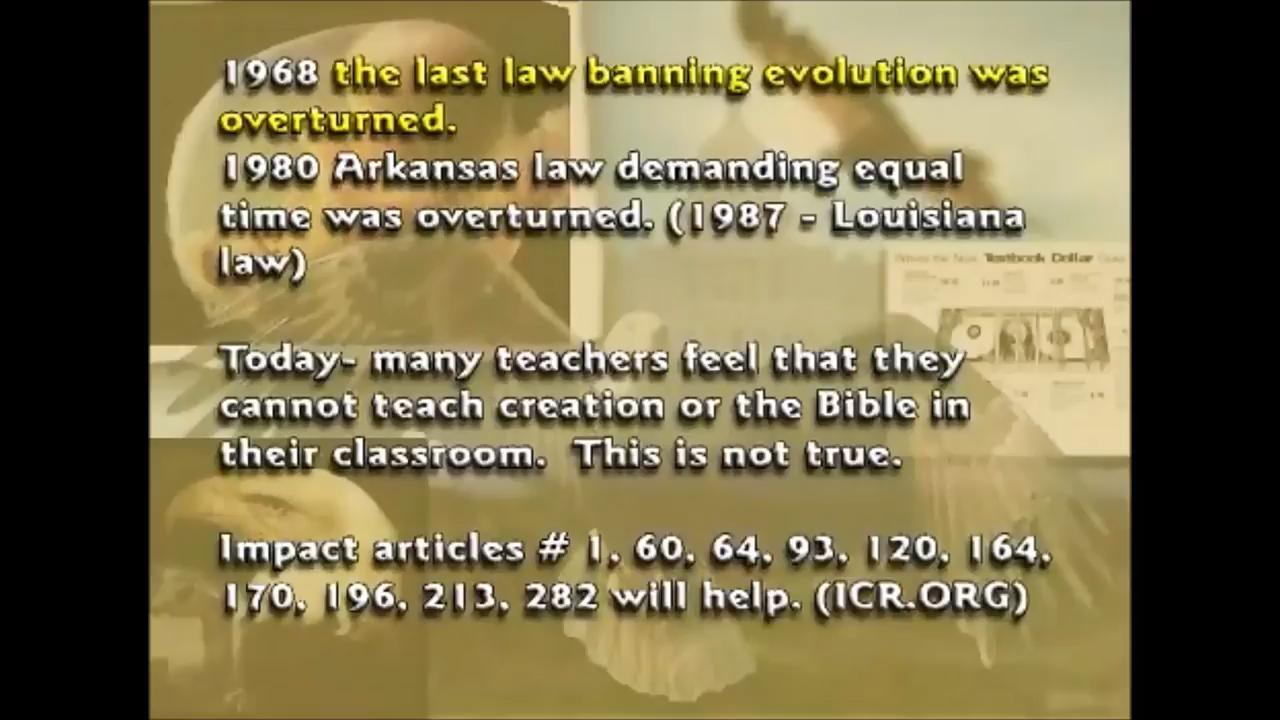 1968 the last law banning evolution was
overturned.
1980 Arkansas law demanding equal
time was overturned. (1987 - Louisiana
law)
Today- many teachers feel that they
cannot teach creation or the Bible in
their classroom.  This is not true.
Impact articles # 1, 60, 64, 93, 120, 164,
170, 196, 213, 282 will help. (ICR.ORG)
Textbook Dollar